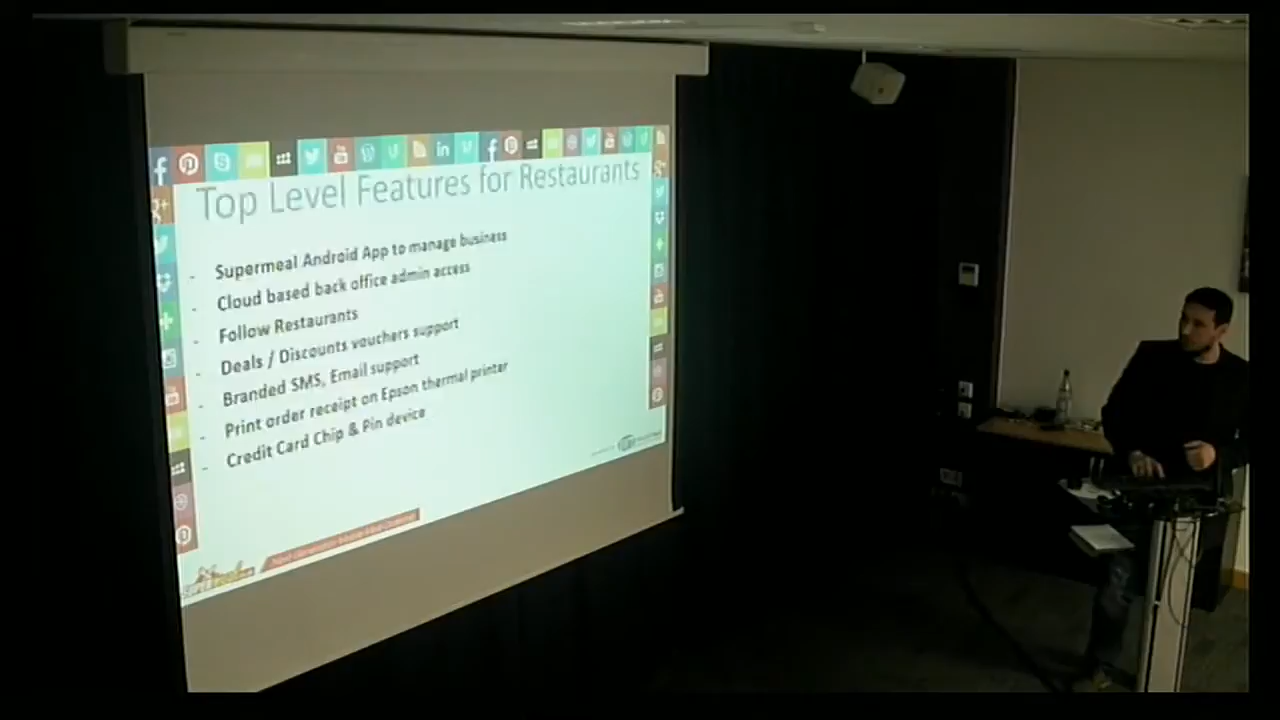 Top Level Features for Restaurants
- Supermeal Android App to manage business
- Cloud based back office admin access
- Follow Restaurants
- Deals / Discounts vouchers support
- Branded SMS, Email support
- Print order receipt on Epson thermal printer
- Credit Card Chip & Pin device